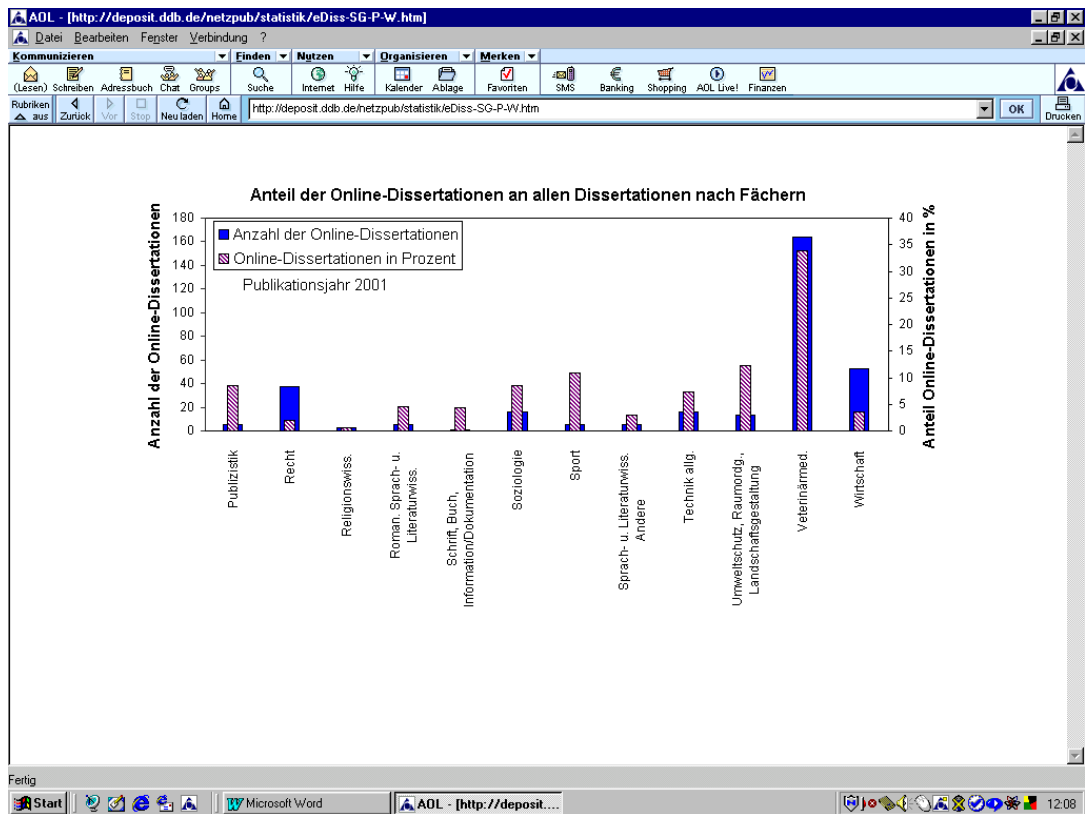 AOL - [http://deposit.ddb.de/netzpub/statistik/eDiss-SG-P-W.htm]
Datei Bearbeiten Fenster Verbindung ?
Kommunizieren Finden Nutzen Organisieren Merken
(Lesen) Schreiben Adressbuch Chat Groups Suche Internet Hilfe Kalender Ablage Favoriten SMS Banking Shopping AOL Live! Finanzen
Rubriken
aus Zurück Vor Stop Neu laden Home http://deposit.ddb.de/netzpub/statistik/eDiss-SG-P-W.htm OK Drucken
Anteil der Online-Dissertationen an allen Dissertationen nach Fächern
Anzahl der Online-Dissertationen
180
160
140
120
100
80
60
40
20
0
Anzahl der Online-Dissertationen
Online-Dissertationen in Prozent
Publikationsjahr 2001
40
35
30
25
20
15
10
5
0
Anteil Online-Dissertationen in %
Publizistik
Recht
Religionswiss.
Roman. Sprach- u.
Literaturwiss.
Schrift, Buch,
Information/Dokumentation
Soziologie
Sport
Sprach- u. Literaturwiss.
Andere
Technik allg.
Umweltschutz, Raumordg.,
Landschaftsgestaltung
Veterinärmed.
Wirtschaft
Fertig
Start Microsoft Word AOL - [http://deposit.... 12:08